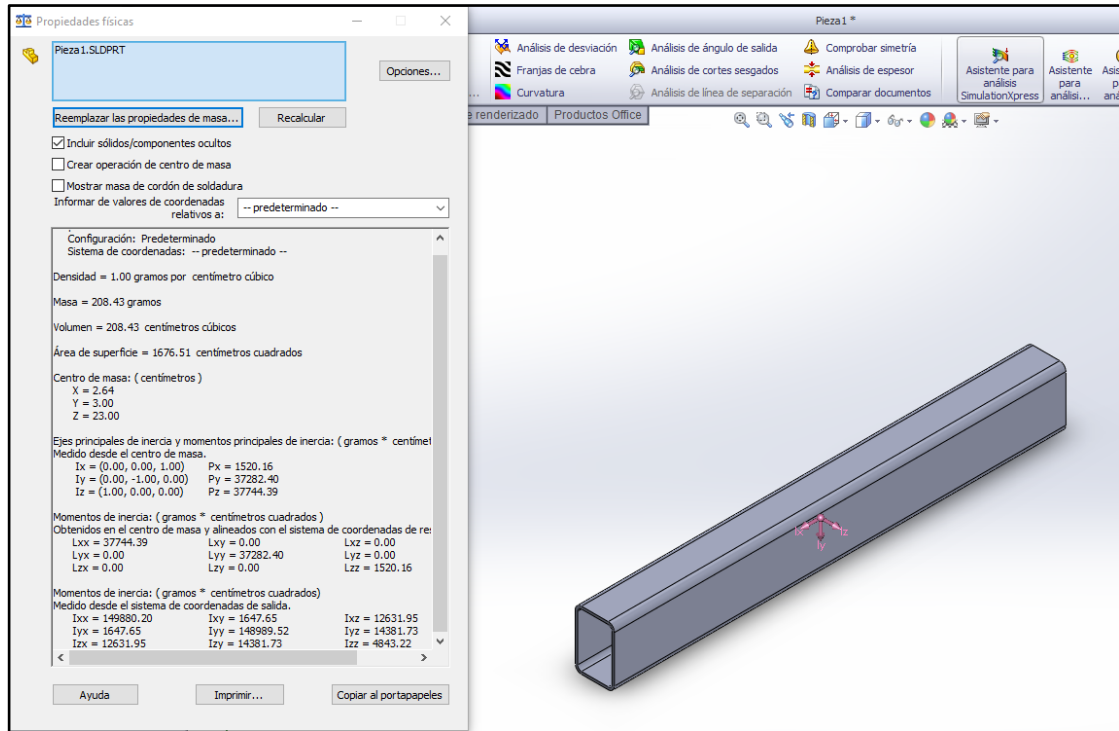 Propiedades físicas
Pieza1.SLDPRT
Opciones...
Reemplazar las propiedades de masa...
Recalcular
Incluir sólidos/componentes ocultos
Crear operación de centro de masa
Mostrar masa de cordón de soldadura
Informar de valores de coordenadas relativos a:
-- predeterminado --
Configuración: Predeterminado
Sistema de coordenadas: -- predeterminado --
Densidad = 1.00 gramos por centímetro cúbico
Masa = 208.43 gramos
Volumen = 208.43 centímetros cúbicos
Área de superficie = 1676.51 centímetros cuadrados
Centro de masa: ( centímetros )
X = 2.64
Y = 3.00
Z = 23.00
Ejes principales de inercia y momentos principales de inercia: ( gramos * centímet
Medido desde el centro de masa.
Ix = (0.00, 0.00, 1.00) Px = 1520.16
Iy = (0.00, -1.00, 0.00) Py = 37282.40
Iz = (1.00, 0.00, 0.00) Pz = 37744.39
Momentos de inercia: ( gramos * centímetros cuadrados )
Obtenidos en el centro de masa y alineados con el sistema de coordenadas de res
Lxx = 37744.39 Lxy = 0.00 Lxz = 0.00
Lyx = 0.00 Lyy = 37282.40 Lyz = 0.00
Lzx = 0.00 Lzy = 0.00 Lzz = 1520.16
Momentos de inercia: ( gramos * centímetros cuadrados)
Medido desde el sistema de coordenadas de salida.
Ixx = 149880.20 Ixy = 1647.65 Ixz = 12631.95
Iyx = 1647.65 Iyy = 148989.52 Iyz = 14381.73
Izx = 12631.95 Izy = 14381.73 Izz = 4843.22
Ayuda
Imprimir...
Copiar al portapapeles
Pieza1 *
Análisis de desviación
Análisis de ángulo de salida
Comprobar simetría
Franjas de cebra
Análisis de cortes sesgados
Análisis de espesor
Curvatura
Análisis de línea de separación
Comparar documentos
Asistente para
análisis
SimulationXpress
Asistente
para
análisi...
e renderizado
Productos Office
Ix
Iy
Iz